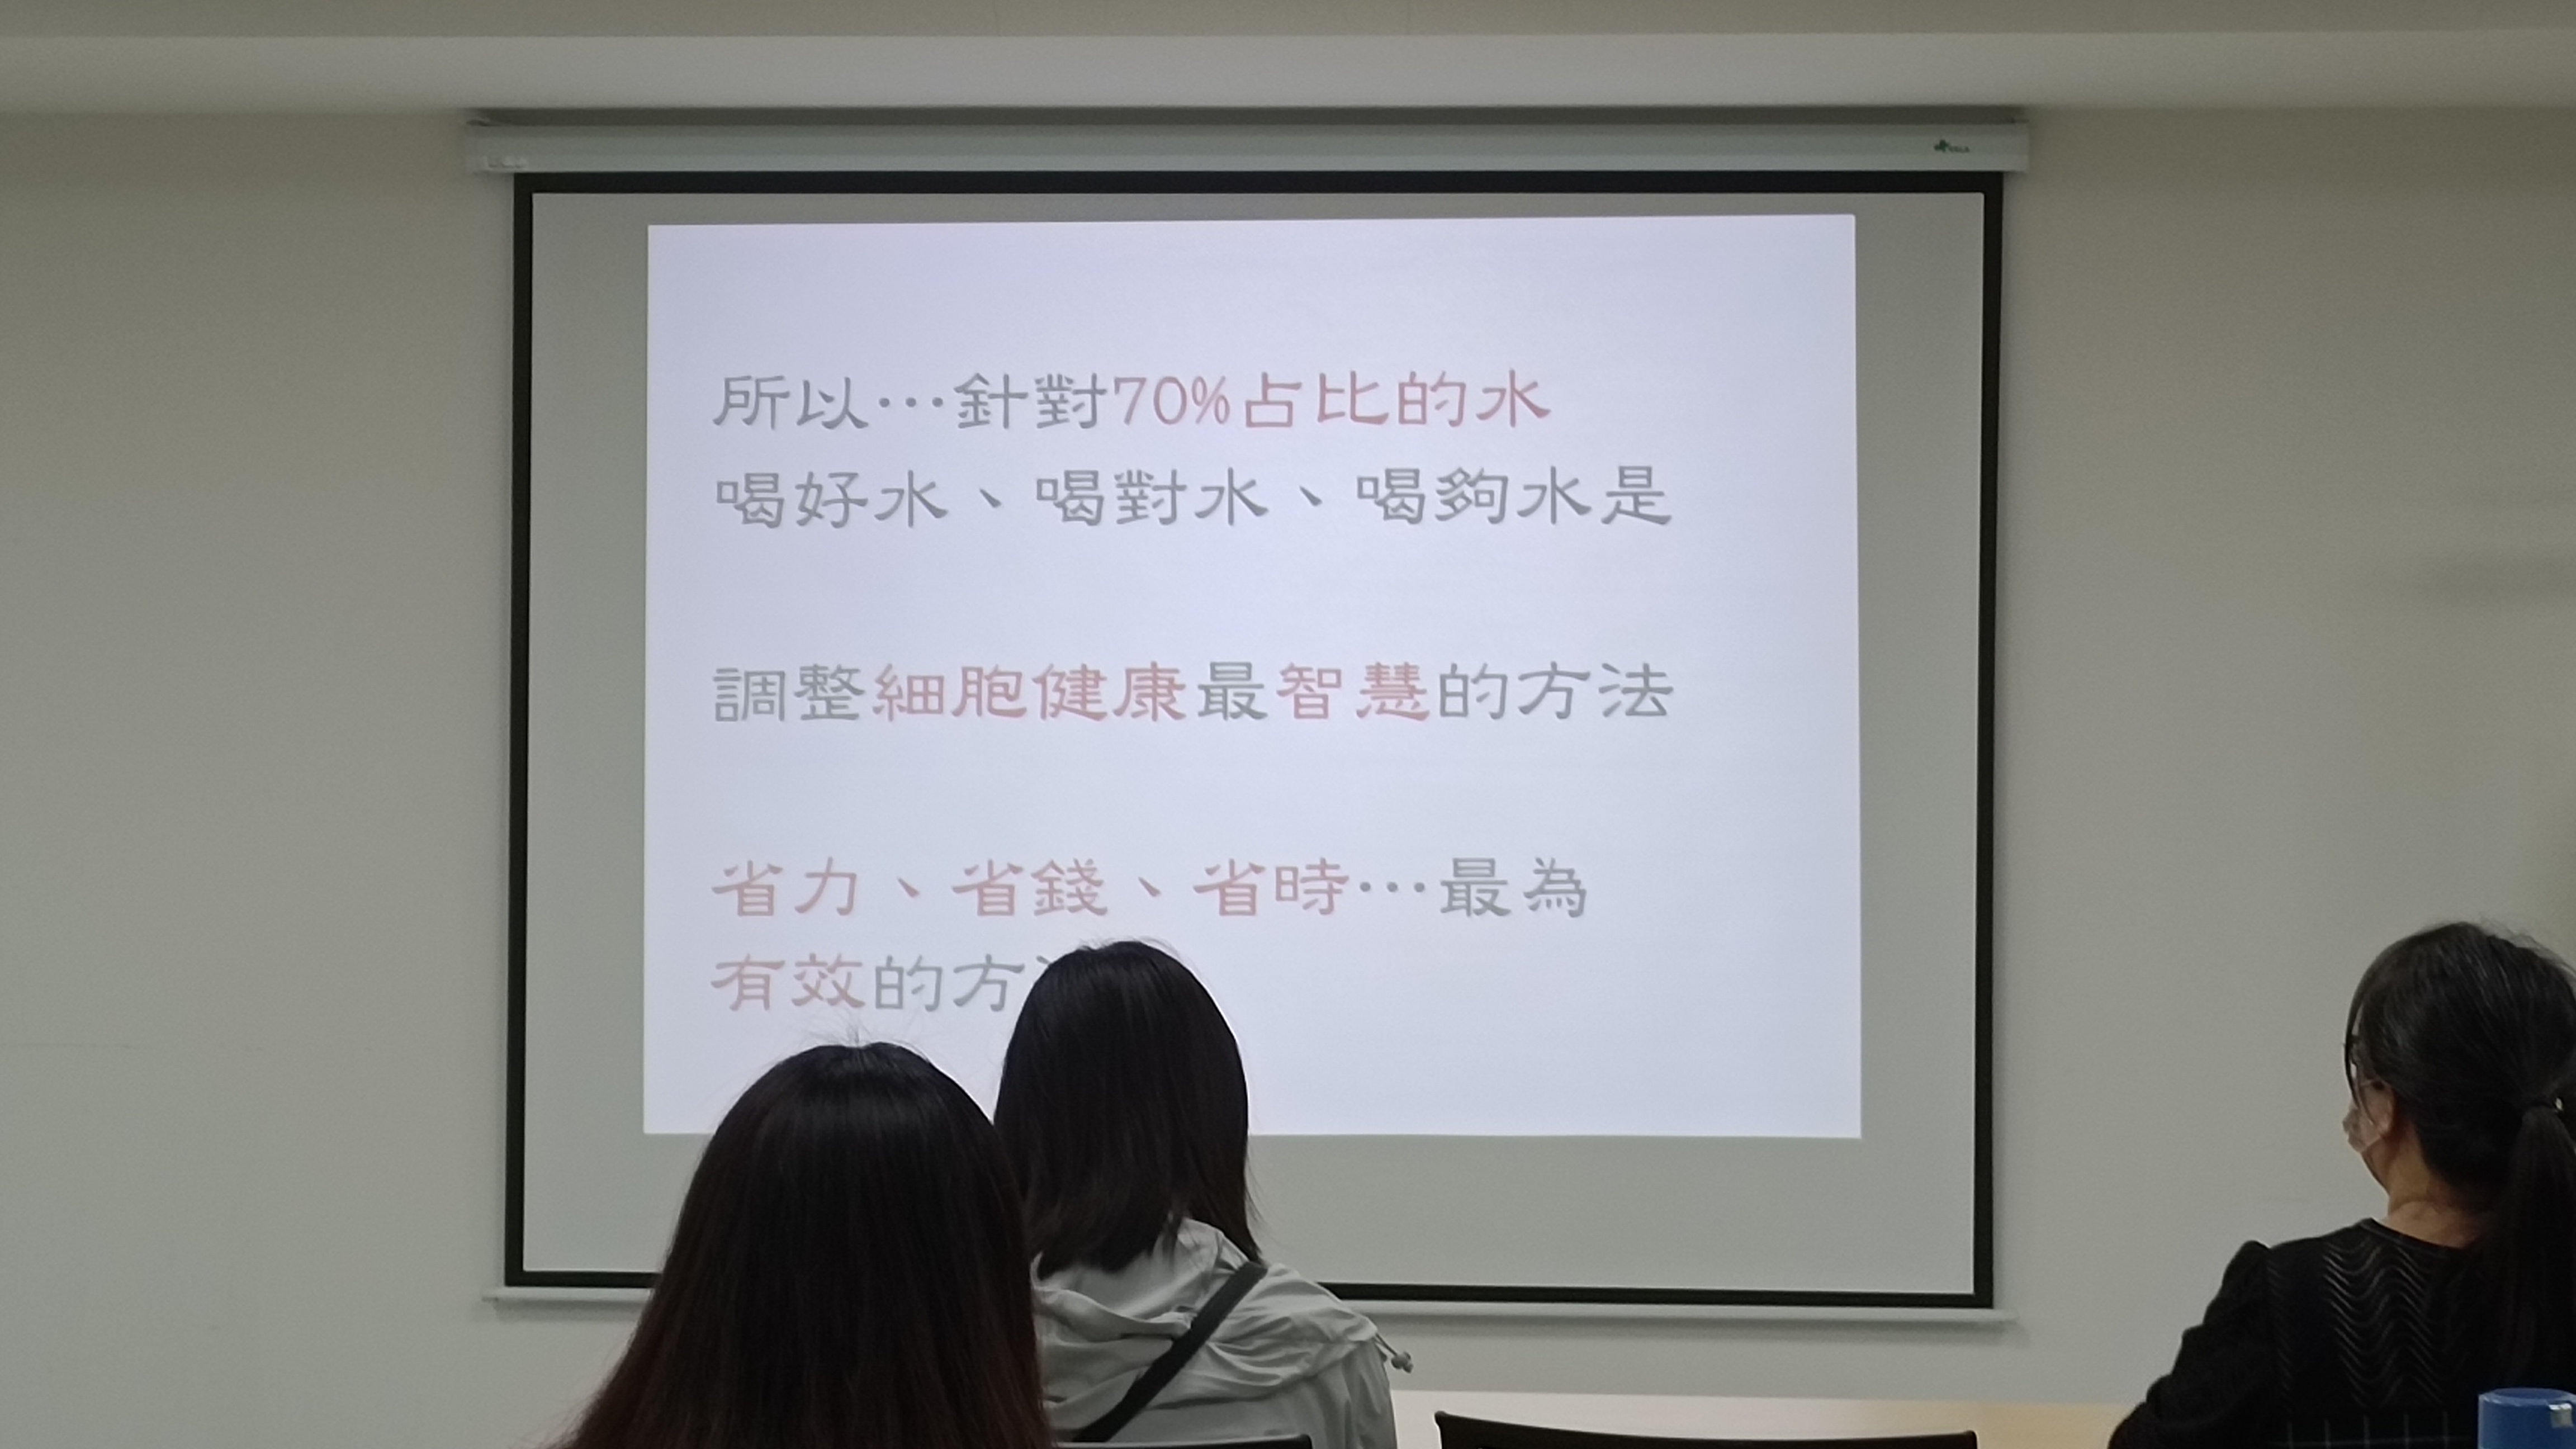 所以…針對70%占比的水
喝好水、喝對水、喝夠水是
調整細胞健康最智慧的方法
省力、省錢、省時…最為
有效的方